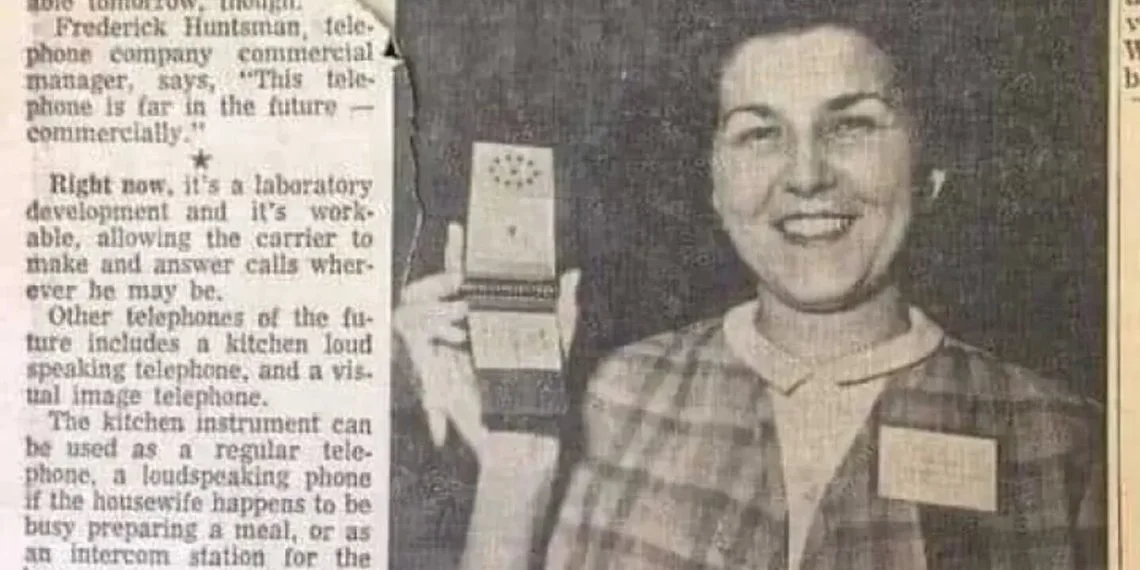 able tomorrow, though.
Frederick Huntsman, tele-
phone company commercial
manager, says, "This tele-
phone is far in the future —
commercially."
★
Right now, it's a laboratory
development and it's work-
able, allowing the carrier to
make and answer calls wher-
ever he may be.
Other telephones of the fu-
ture includes a kitchen loud
speaking telephone, and a vis-
ual image telephone.
The kitchen instrument can
be used as a regular tele-
phone, a loudspeaking phone
if the housewife happens to be
busy preparing a meal, or as
an intercom station for the